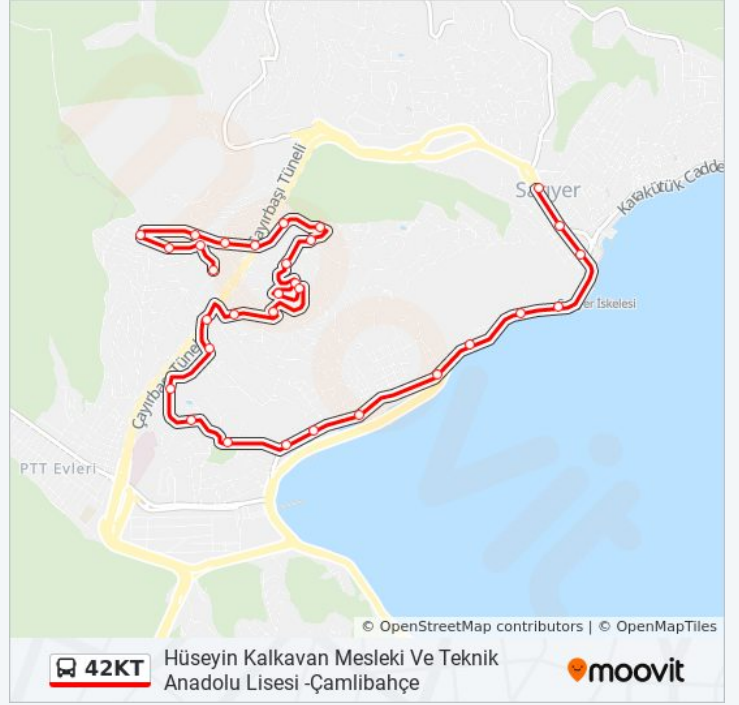 Çayırbaşı Tüneli
Sarıyer
Karakütük Cadde
Sarıyer İskelesi
Çayırbaşı Tüneli
PTT Evleri
© OpenStreetMap contributors | © OpenMapTiles
42KT
Hüseyin Kalkavan Mesleki Ve Teknik
Anadolu Lisesi -Çamlibahçe
moovit